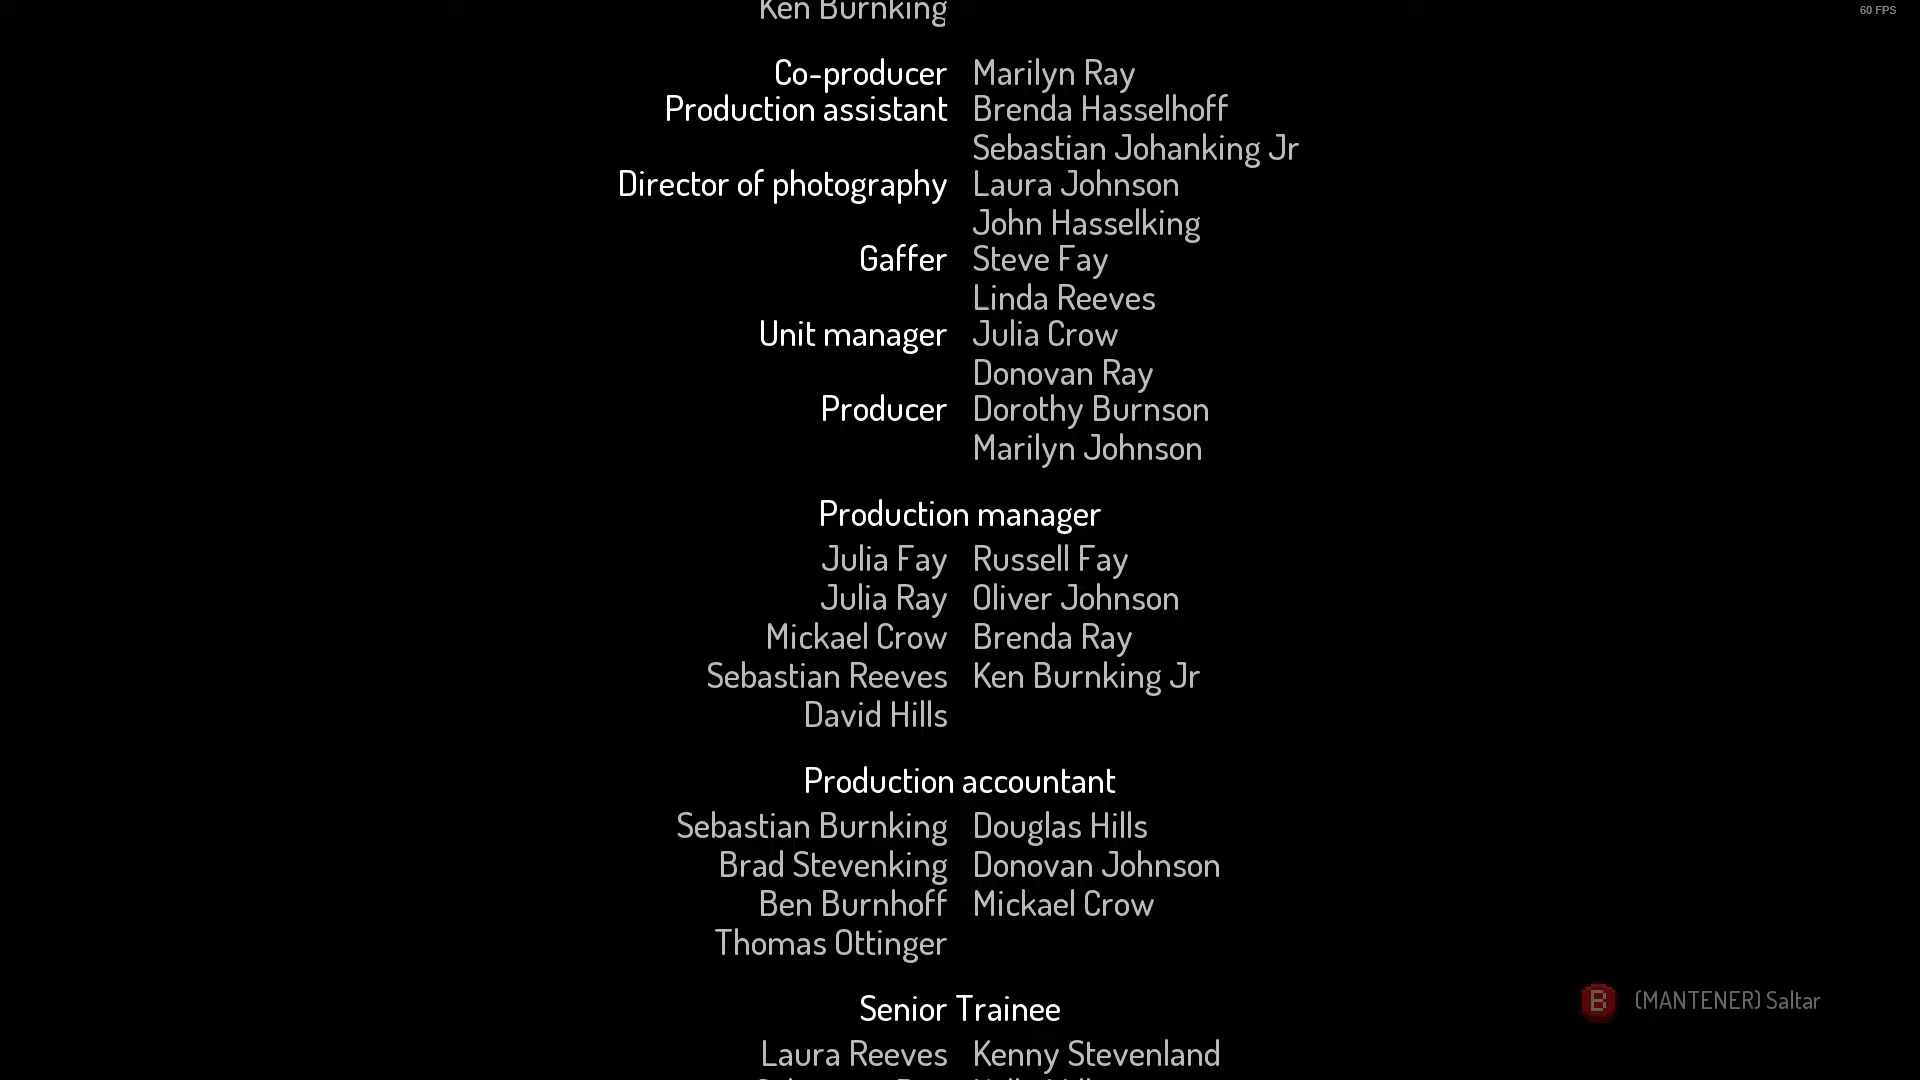 Ken Burnking
60 FPS
Co-producer Marilyn Ray
Production assistant Brenda Hasselhoff
Sebastian Johanking Jr
Director of photography Laura Johnson
John Hasselking
Gaffer Steve Fay
Linda Reeves
Unit manager Julia Crow
Donovan Ray
Producer Dorothy Burnson
Marilyn Johnson
Production manager
Julia Fay Russell Fay
Julia Ray Oliver Johnson
Mickael Crow Brenda Ray
Sebastian Reeves Ken Burnking Jr
David Hills
Production accountant
Sebastian Burnking Douglas Hills
Brad Stevenking Donovan Johnson
Ben Burnhoff Mickael Crow
Thomas Ottinger
B (MANTENER) Saltar
Senior Trainee
Laura Reeves Kenny Stevenland